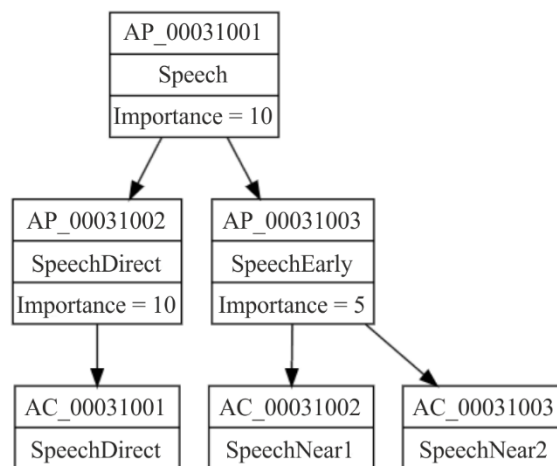 AP_00031001
Speech
Importance = 10
AP_00031002
SpeechDirect
Importance = 10
AP_00031003
SpeechEarly
Importance = 5
AC_00031001
SpeechDirect
AC_00031002
SpeechNear1
AC_00031003
SpeechNear2